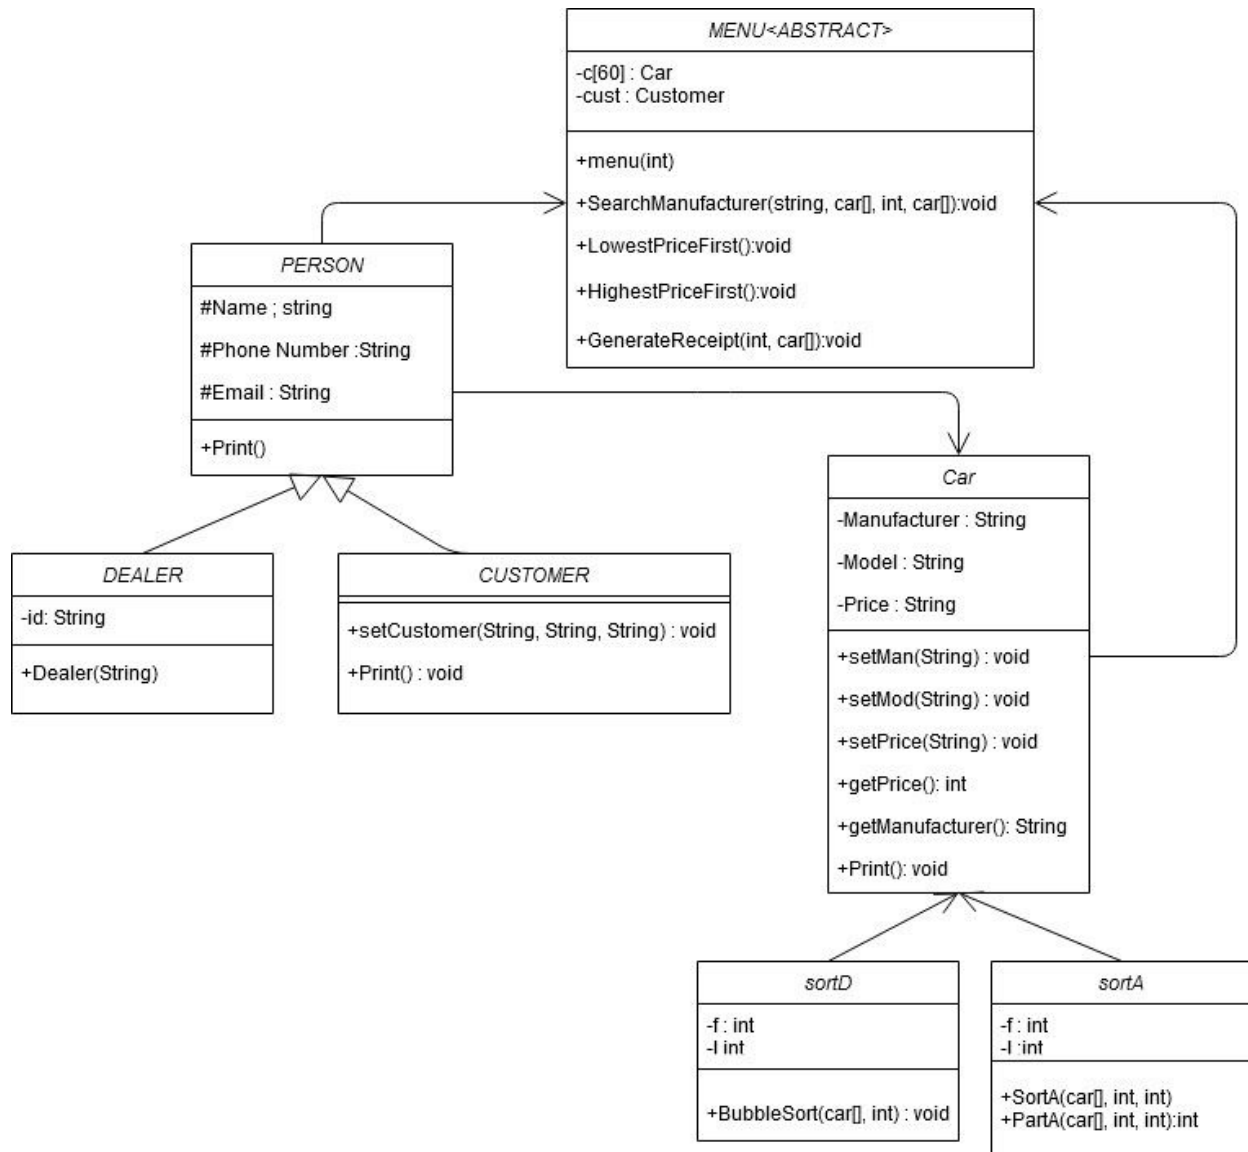 MENU<ABSTRACT>
-c[60] : Car
-cust : Customer
+menu(int)
+SearchManufacturer(string, car[], int, car[]):void
+LowestPriceFirst():void
+HighestPriceFirst():void
+GenerateReceipt(int, car[]):void
PERSON
#Name ; string
#Phone Number :String
#Email : String
+Print()
DEALER
-id: String
+Dealer(String)
CUSTOMER
+setCustomer(String, String, String) : void
+Print() : void
Car
-Manufacturer : String
-Model : String
-Price : String
+setMan(String) : void
+setMod(String) : void
+setPrice(String) : void
+getPrice(): int
+getManufacturer(): String
+Print(): void
sortD
-f : int
-l int
+BubbleSort(car[], int) : void
sortA
-f : int
-l :int
+SortA(car[], int, int)
+PartA(car[], int, int):int